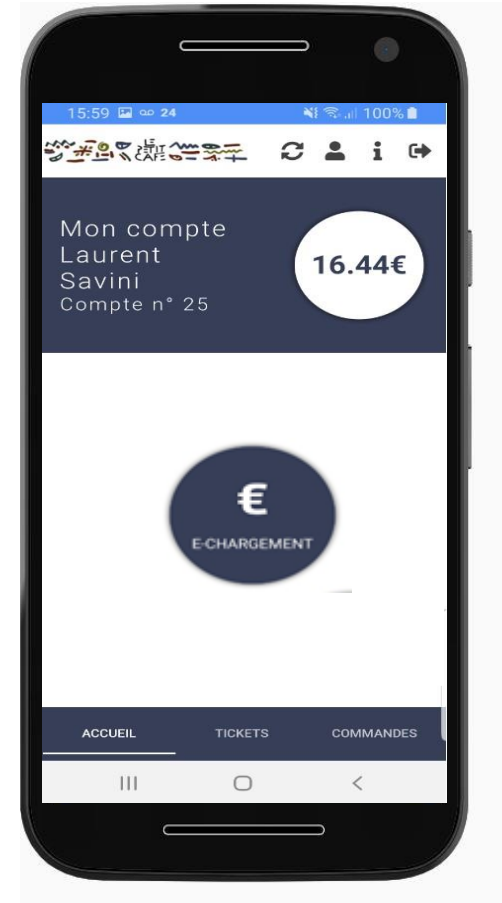 15:59 24 100%
LE
PETIT
CAFE
Mon compte
Laurent
Savini
Compte n° 25
16.44€
€
E-CHARGEMENT
ACCUEIL TICKETS COMMANDES